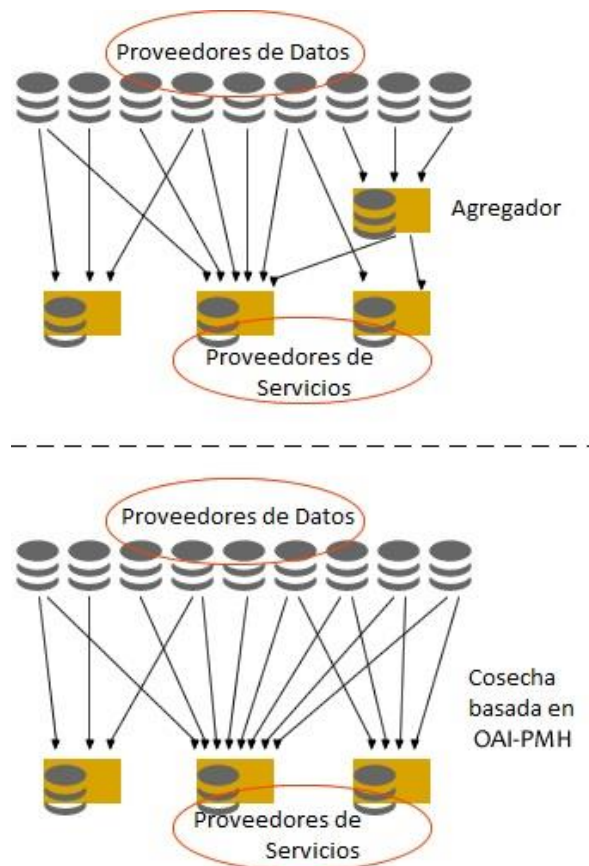 Proveedores de Datos
Agregador
Proveedores de
Servicios
Proveedores de Datos
Cosecha
basada en
OAI-PMH
Proveedores de
Servicios